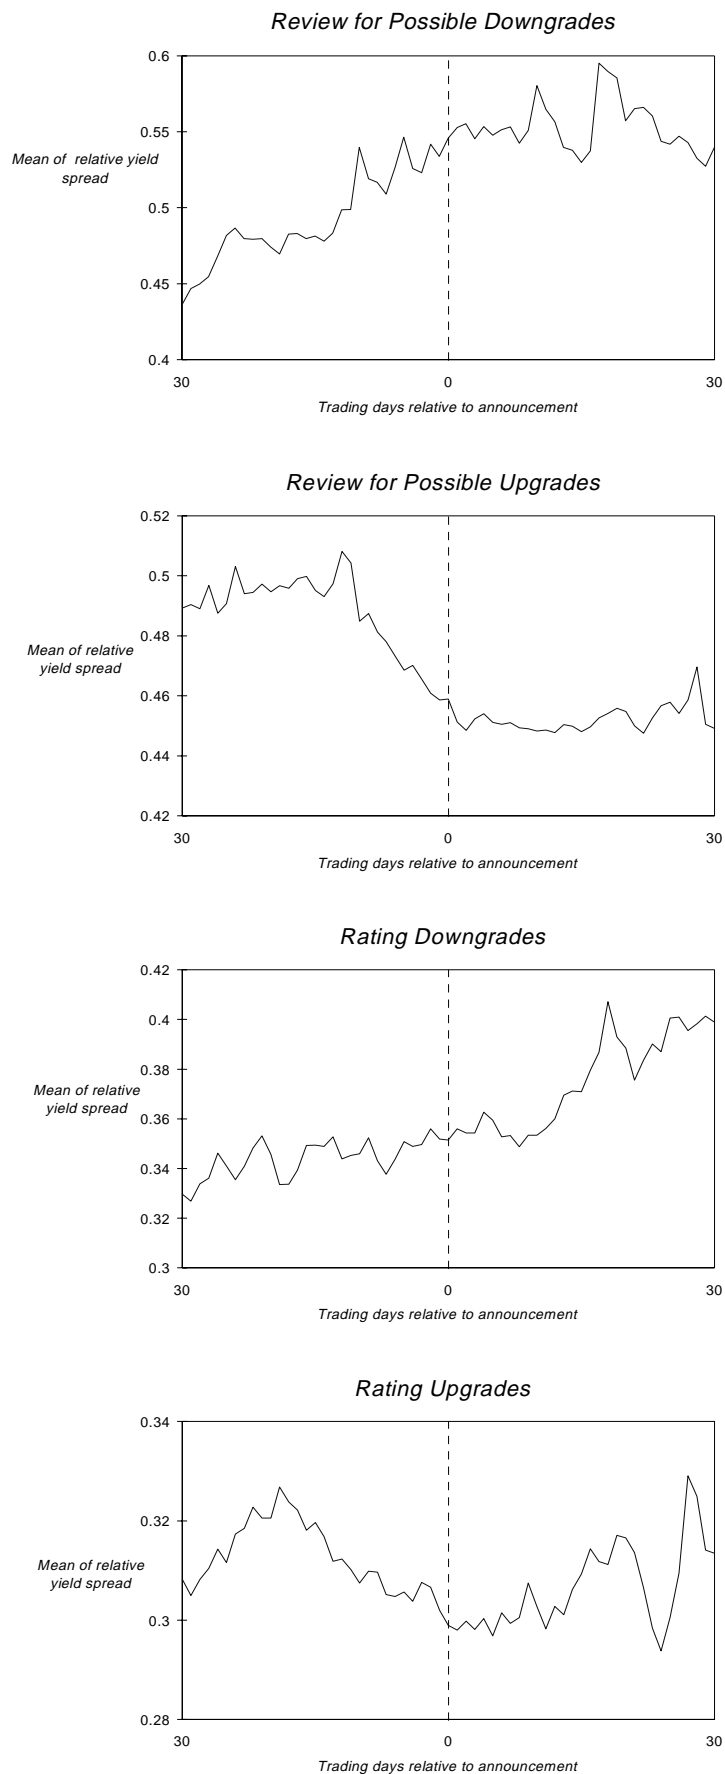 Review for Possible Downgrades
0.6
0.55
Mean of relative yield
spread
0.5
0.45
0.4
30 0 30
Trading days relative to announcement
Review for Possible Upgrades
0.52
0.5
0.48
Mean of relative
yield spread
0.46
0.44
0.42
30 0 30
Trading days relative to announcement
Rating Downgrades
0.42
0.4
0.38
Mean of relative
yield spread
0.36
0.34
0.32
0.3
30 0 30
Trading days relative to announcement
Rating Upgrades
0.34
0.32
Mean of relative
yield spread
0.3
0.28
30 0 30
Trading days relative to announcement